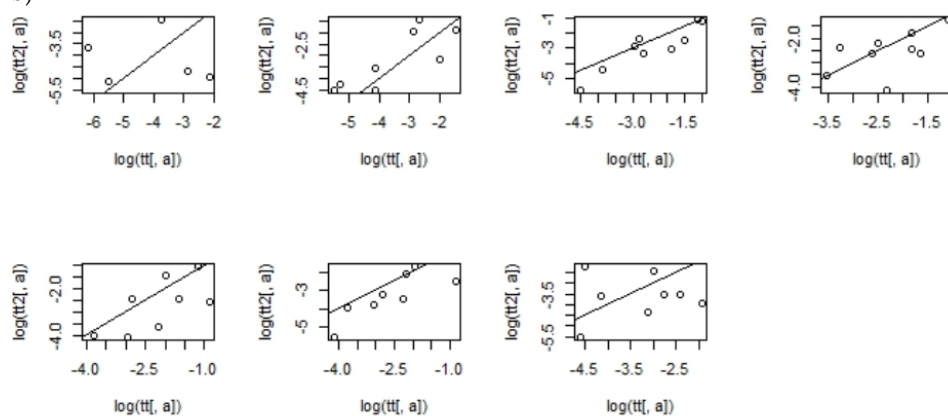 log(tt2[, a])
-5.5 -3.5
-6 -5 -4 -3 -2
log(tt[, a])
log(tt2[, a])
-4.5 -2.5
-5 -4 -3 -2
log(tt[, a])
log(tt2[, a])
-5 -3 -1
-4.5 -3.0 -1.5
log(tt[, a])
log(tt2[, a])
-4.0 -2.0
-3.5 -2.5 -1.5
log(tt[, a])
log(tt2[, a])
-4.0 -2.0
-4.0 -2.5 -1.0
log(tt[, a])
log(tt2[, a])
-5 -3
-4.0 -2.5 -1.0
log(tt[, a])
log(tt2[, a])
-5.5 -3.5
-4.5 -3.5 -2.5
log(tt[, a])